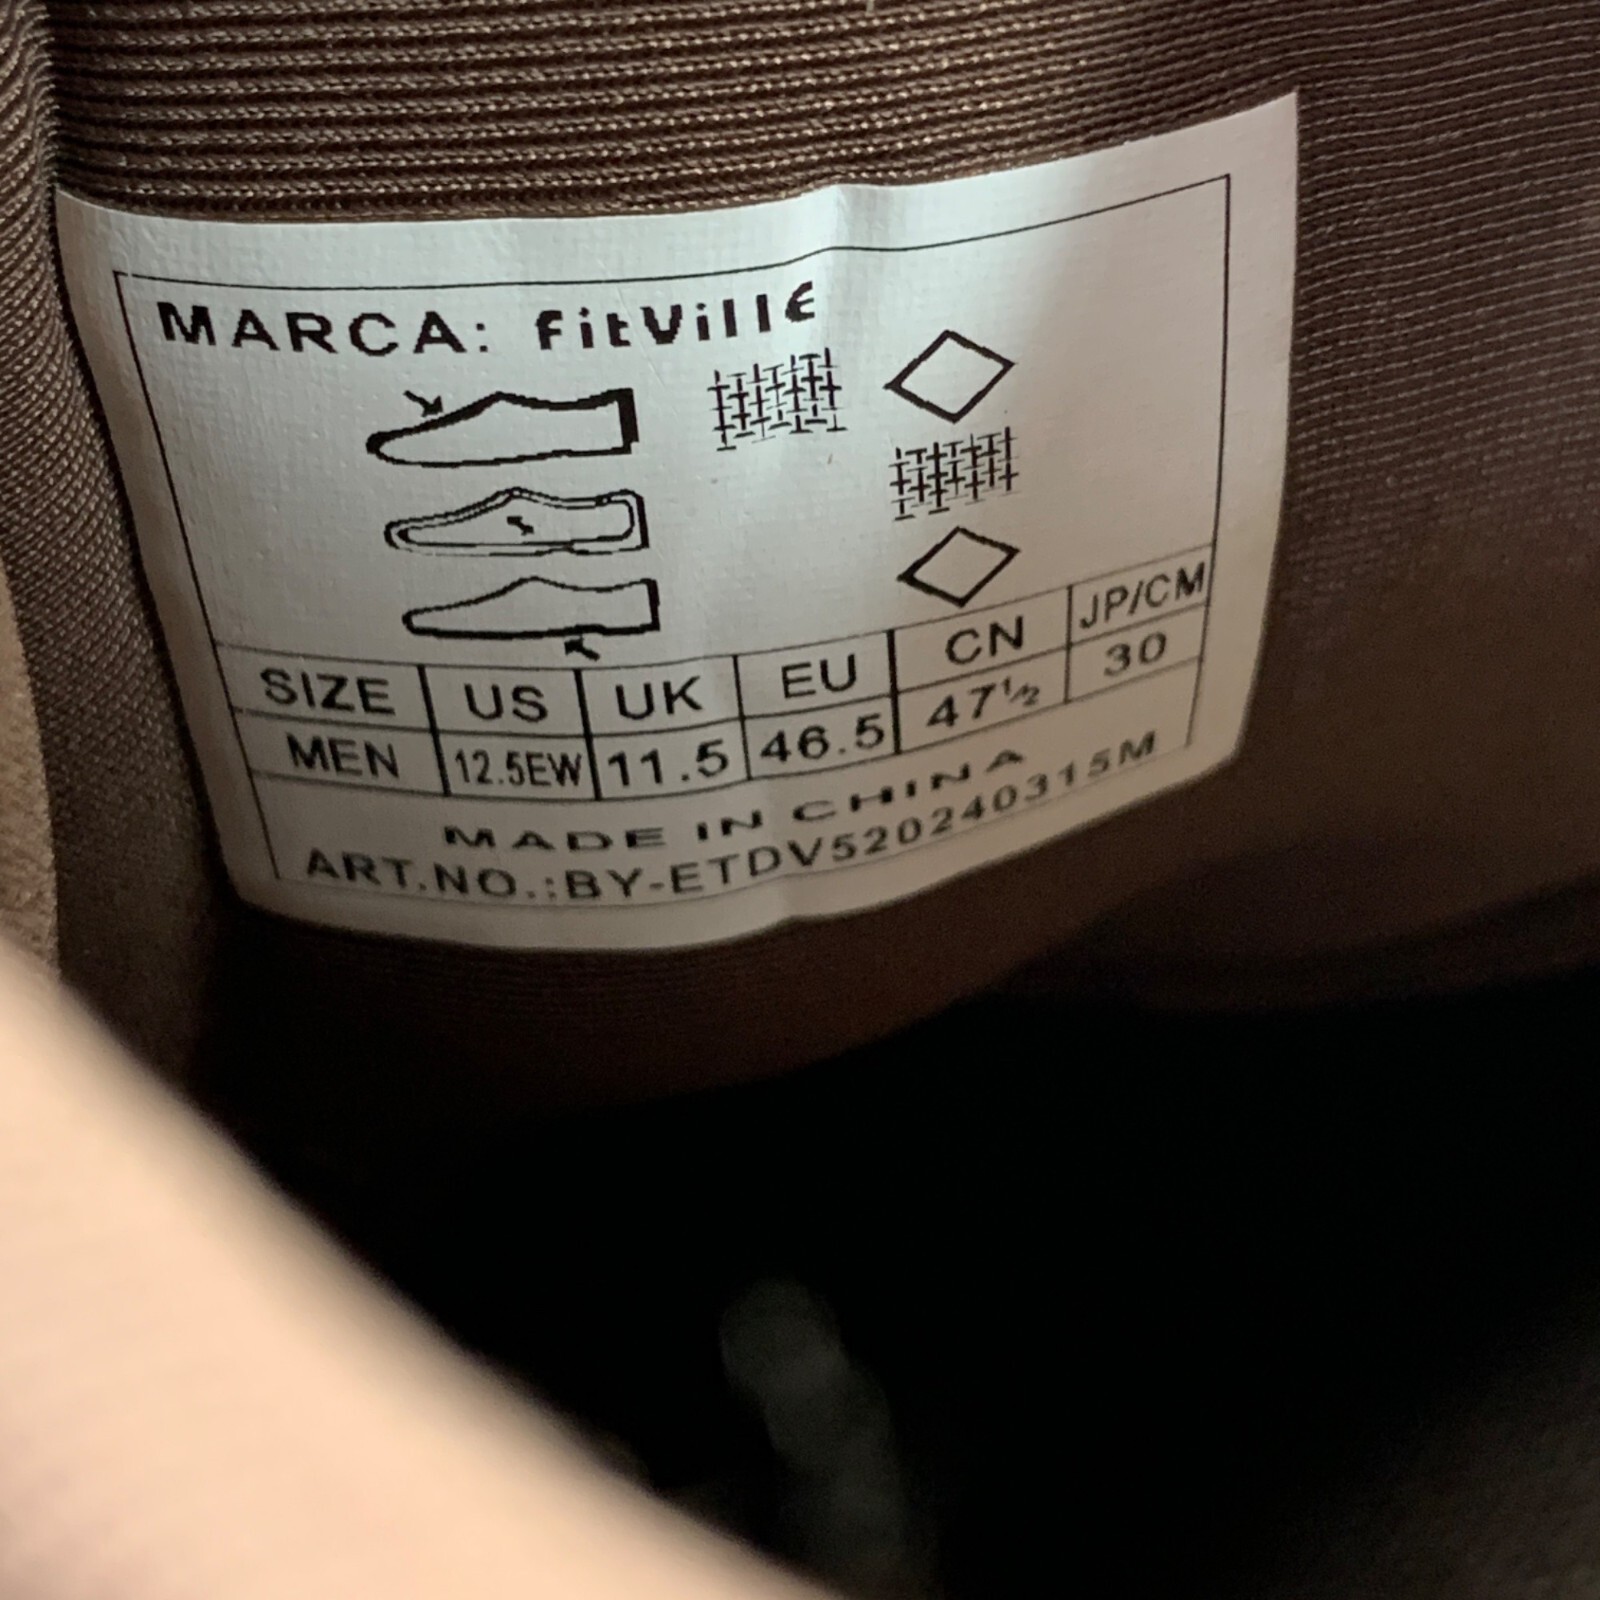 MARCA: fitVillE
SIZE US UK EU CN JP/CM
MEN 12.5EW 11.5 46.5 47½ 30
MADE IN CHINA
ART.NO.:BY-ETDV520240315M